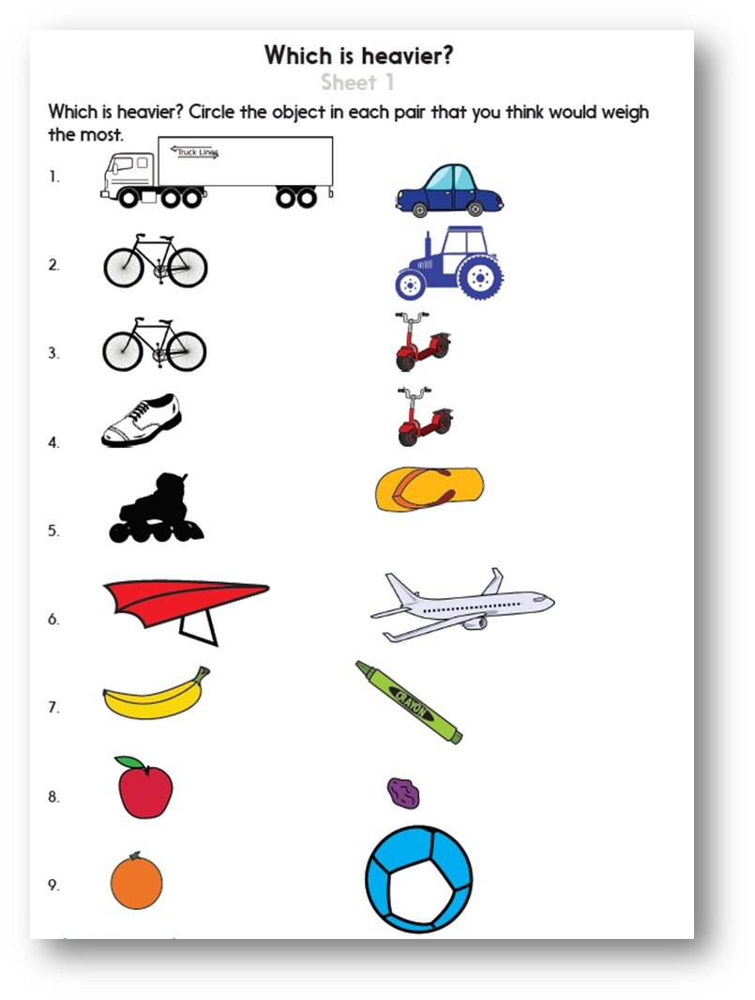 Which is heavier?
Sheet 1
Which is heavier? Circle the object in each pair that you think would weigh
the most.
Truck Lines
1.
2.
3.
4.
5.
6.
7.
CRAYON
8.
9.